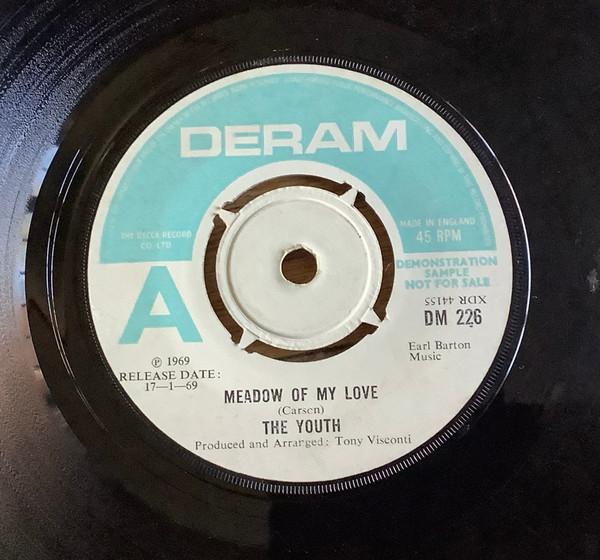 DERAM
THE DECCA RECORD
CO. LTD
MADE IN ENGLAND
45 RPM
DEMONSTRATION
SAMPLE
NOT FOR SALE
A
XDR 44155
DM 226
Earl Barton
Music
℗ 1969
RELEASE DATE:
17—1—69
MEADOW OF MY LOVE
(Carsen)
THE YOUTH
Produced and Arranged: Tony Visconti